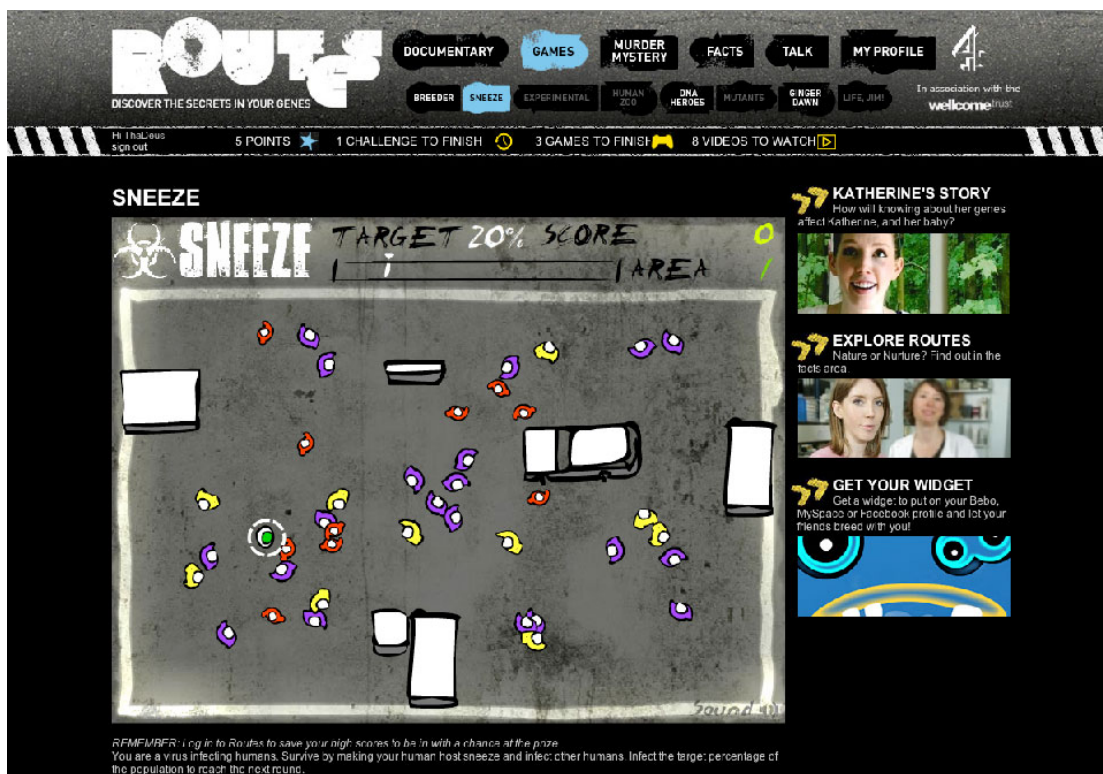 ROUTES
DISCOVER THE SECRETS IN YOUR GENES
DOCUMENTARY
GAMES
MURDER
MYSTERY
FACTS
TALK
MY PROFILE
4
BREEDER
SNEEZE
EXPERIMENTAL
HUMAN
ZOO
DNA
HEROES
MUTANTS
GINGER
DAWN
LIFE, JIM!
In association with the
wellcome trust
Hi ThaDeus
sign out
5 POINTS
1 CHALLENGE TO FINISH
3 GAMES TO FINISH
8 VIDEOS TO WATCH
SNEEZE
SNEEZE
TARGET 20% SCORE 0
AREA 1
Sound
KATHERINE'S STORY
How will knowing about her genes
affect Katherine, and her baby?
EXPLORE ROUTES
Nature or Nurture? Find out in the
facts area.
GET YOUR WIDGET
Get a widget to put on your Bebo,
MySpace or Facebook profile and let your
friends breed with you!
REMEMBER: Log in to Routes to save your high scores to be in with a chance at the prize.
You are a virus infecting humans. Survive by making your human host sneeze and infect other humans. Infect the target percentage of
the population to reach the next round.